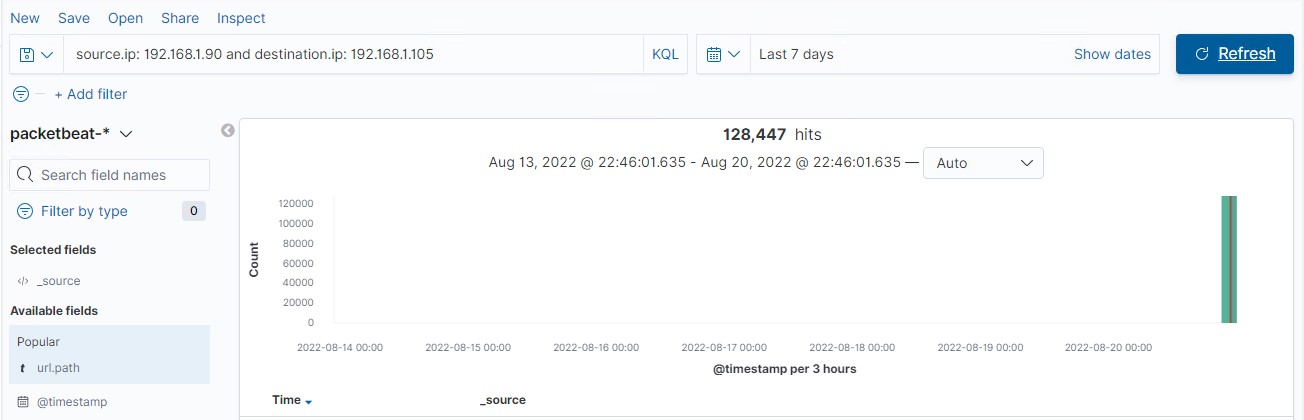 New Save Open Share Inspect
source.ip: 192.168.1.90 and destination.ip: 192.168.1.105 KQL Last 7 days Show dates Refresh
+ Add filter
packetbeat-*
Search field names
Filter by type 0
Selected fields
_source
Available fields
Popular
t url.path
@timestamp
128,447 hits
Aug 13, 2022 @ 22:46:01.635 - Aug 20, 2022 @ 22:46:01.635 — Auto
Count
120000
100000
80000
60000
40000
20000
0
2022-08-14 00:00 2022-08-15 00:00 2022-08-16 00:00 2022-08-17 00:00 2022-08-18 00:00 2022-08-19 00:00 2022-08-20 00:00
@timestamp per 3 hours
Time _source